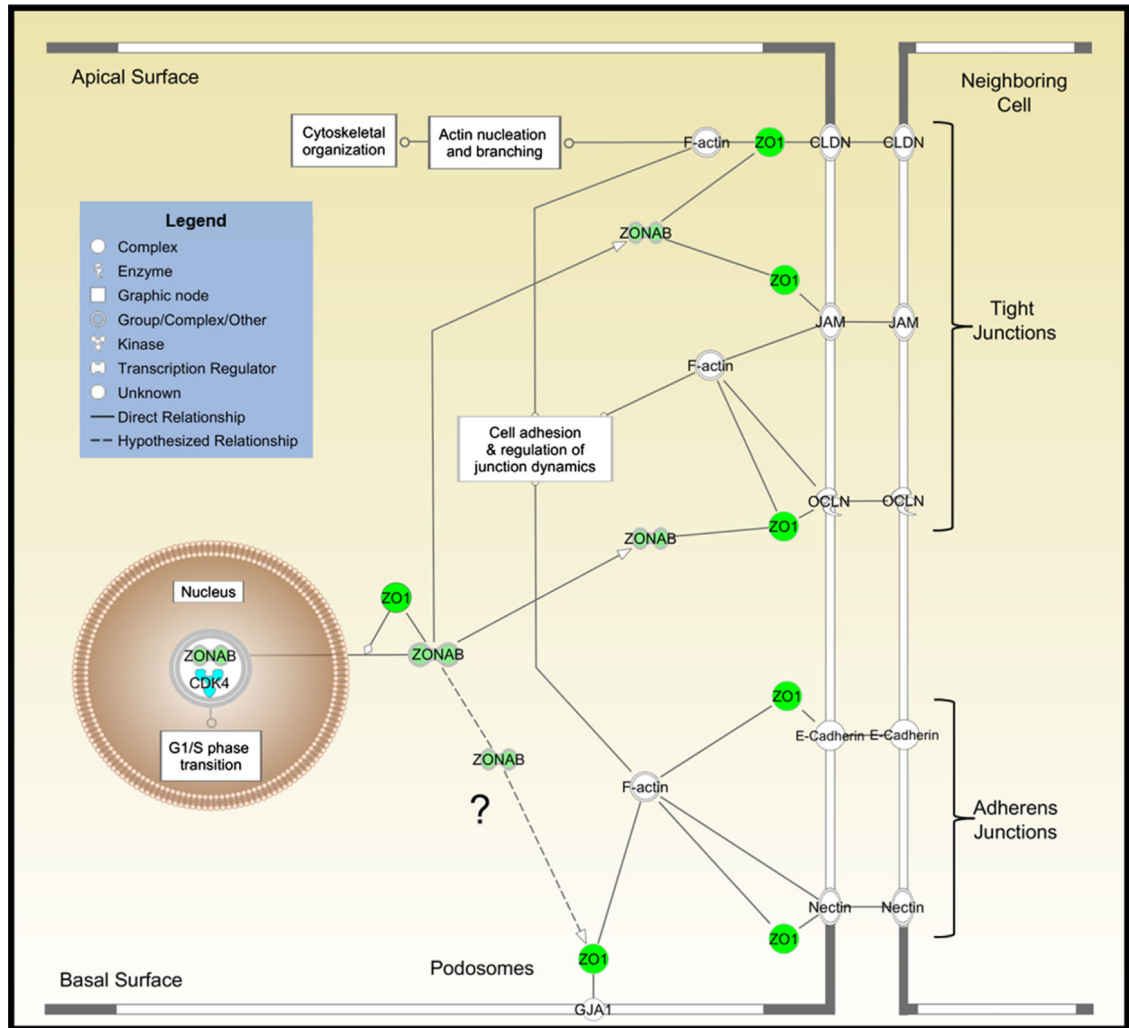 Apical Surface
Neighboring
Cell
Cytoskeletal
organization
Actin nucleation
and branching
F-actin
ZO1
CLDN
CLDN
Legend
Complex
Enzyme
Graphic node
Group/Complex/Other
Kinase
Transcription Regulator
Unknown
Direct Relationship
Hypothesized Relationship
ZONAB
ZO1
JAM
JAM
Tight
Junctions
F-actin
Cell adhesion
& regulation of
junction dynamics
OCLN
OCLN
ZO1
ZONAB
Nucleus
ZO1
ZONAB
ZONAB
CDK4
G1/S phase
transition
ZO1
E-Cadherin
E-Cadherin
ZONAB
?
F-actin
Adherens
Junctions
Nectin
Nectin
ZO1
ZO1
Podosomes
Basal Surface
GJA1